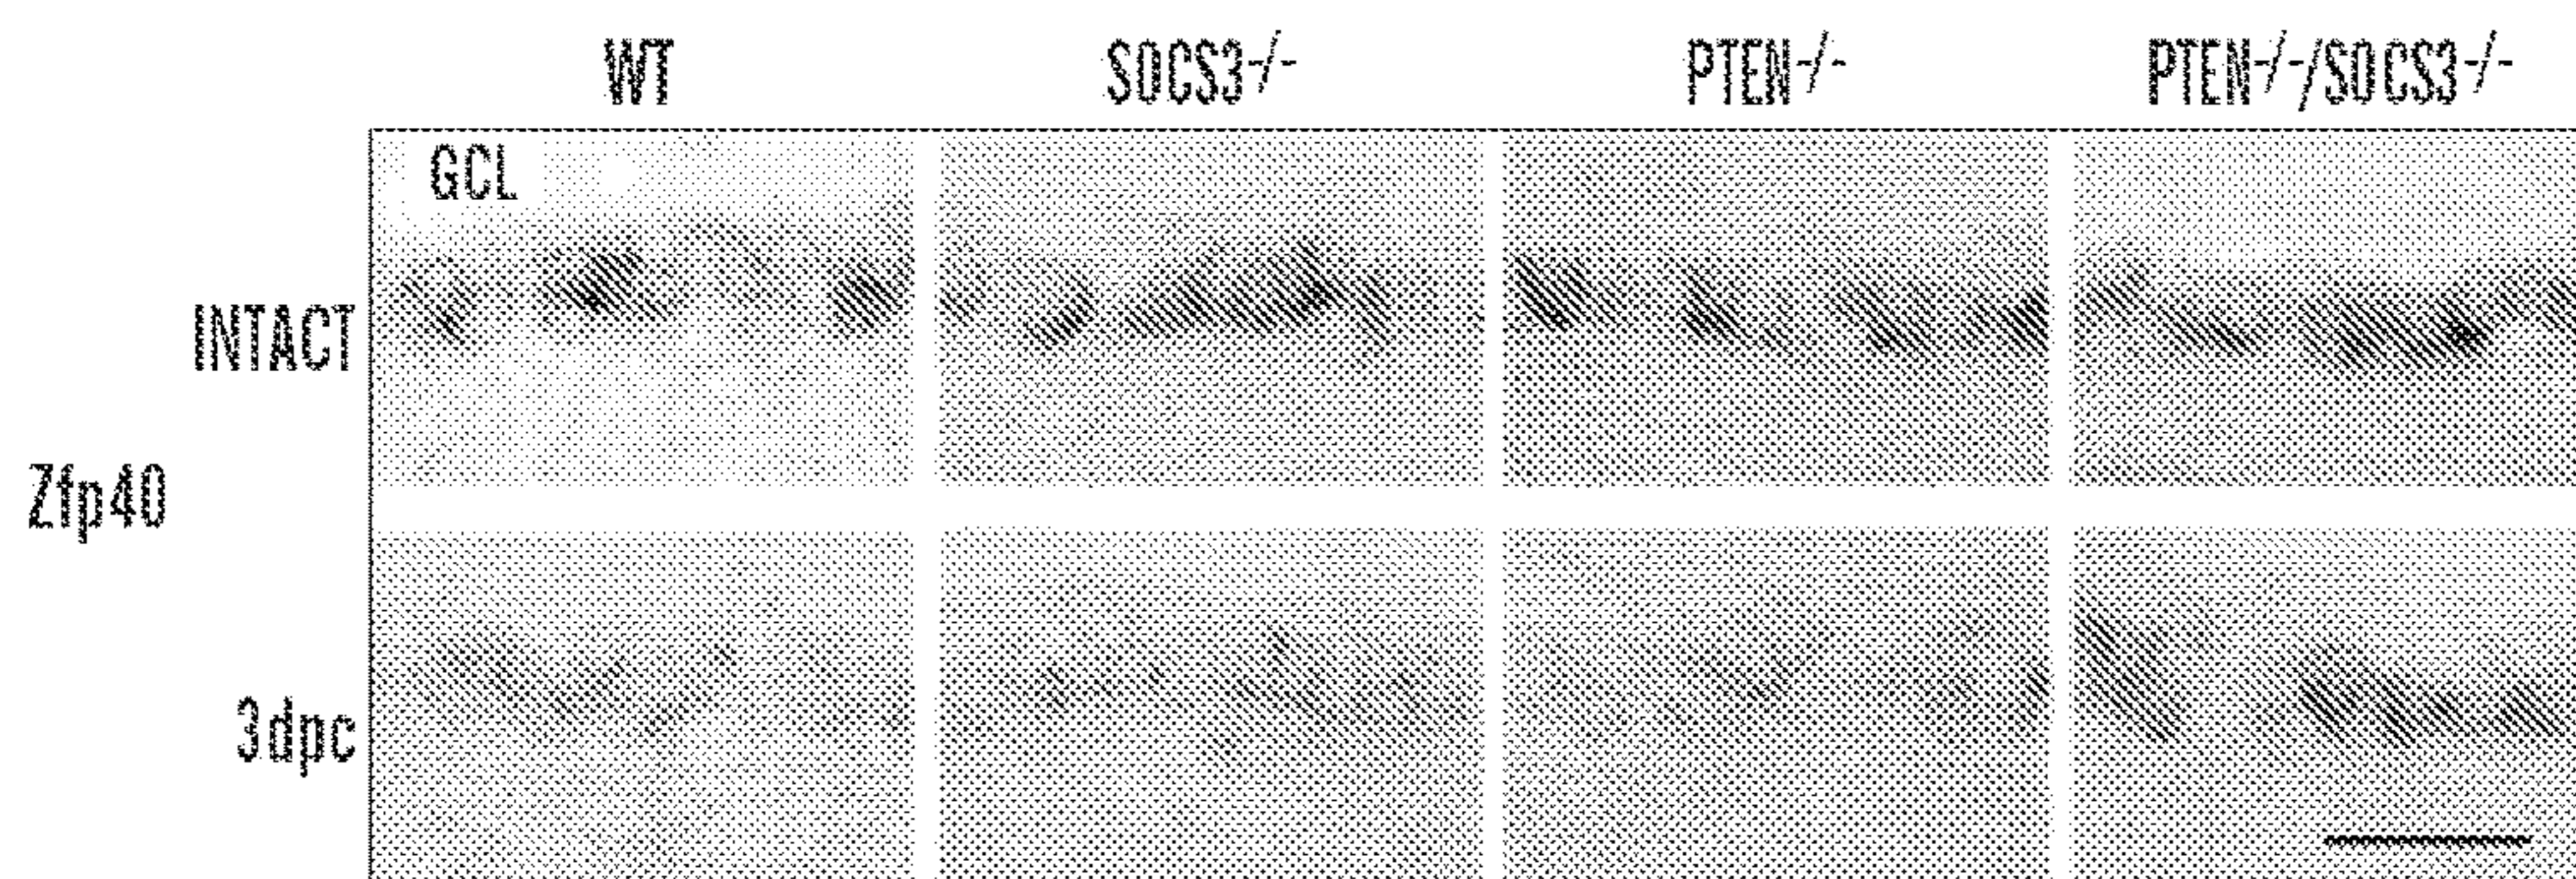 WT SOCS3-/- PTEN-/- PTEN-/-/SOCS3-/-
GCL
INTACT
Zfp40
3dpc